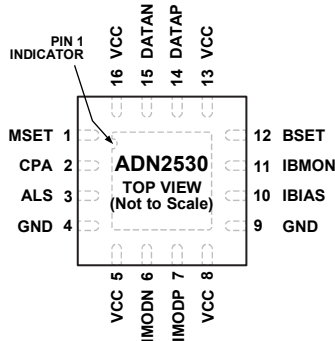 PIN 1
INDICATOR
16 VCC
15 DATAN
14 DATAP
13 VCC
MSET 1
CPA 2
ALS 3
GND 4
ADN2530
TOP VIEW
(Not to Scale)
12 BSET
11 IBMON
10 IBIAS
9 GND
VCC 5
IMODN 6
IMODP 7
VCC 8